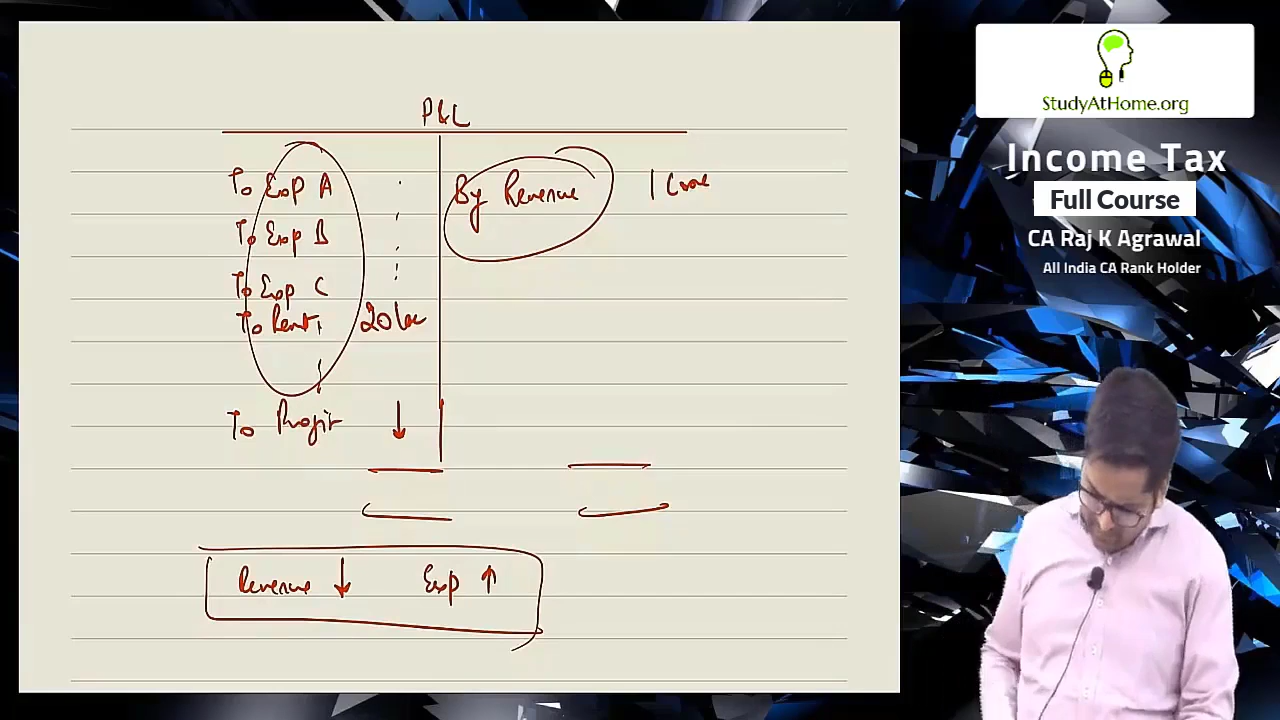 P&L
To Exp A
By Revenue 1 Crore
To Exp B
To Exp C
To Rent 20 lac
To Profit ↓
Revenue ↓ Exp ↑
StudyAtHome.org
Income Tax
Full Course
CA Raj K Agrawal
All India CA Rank Holder